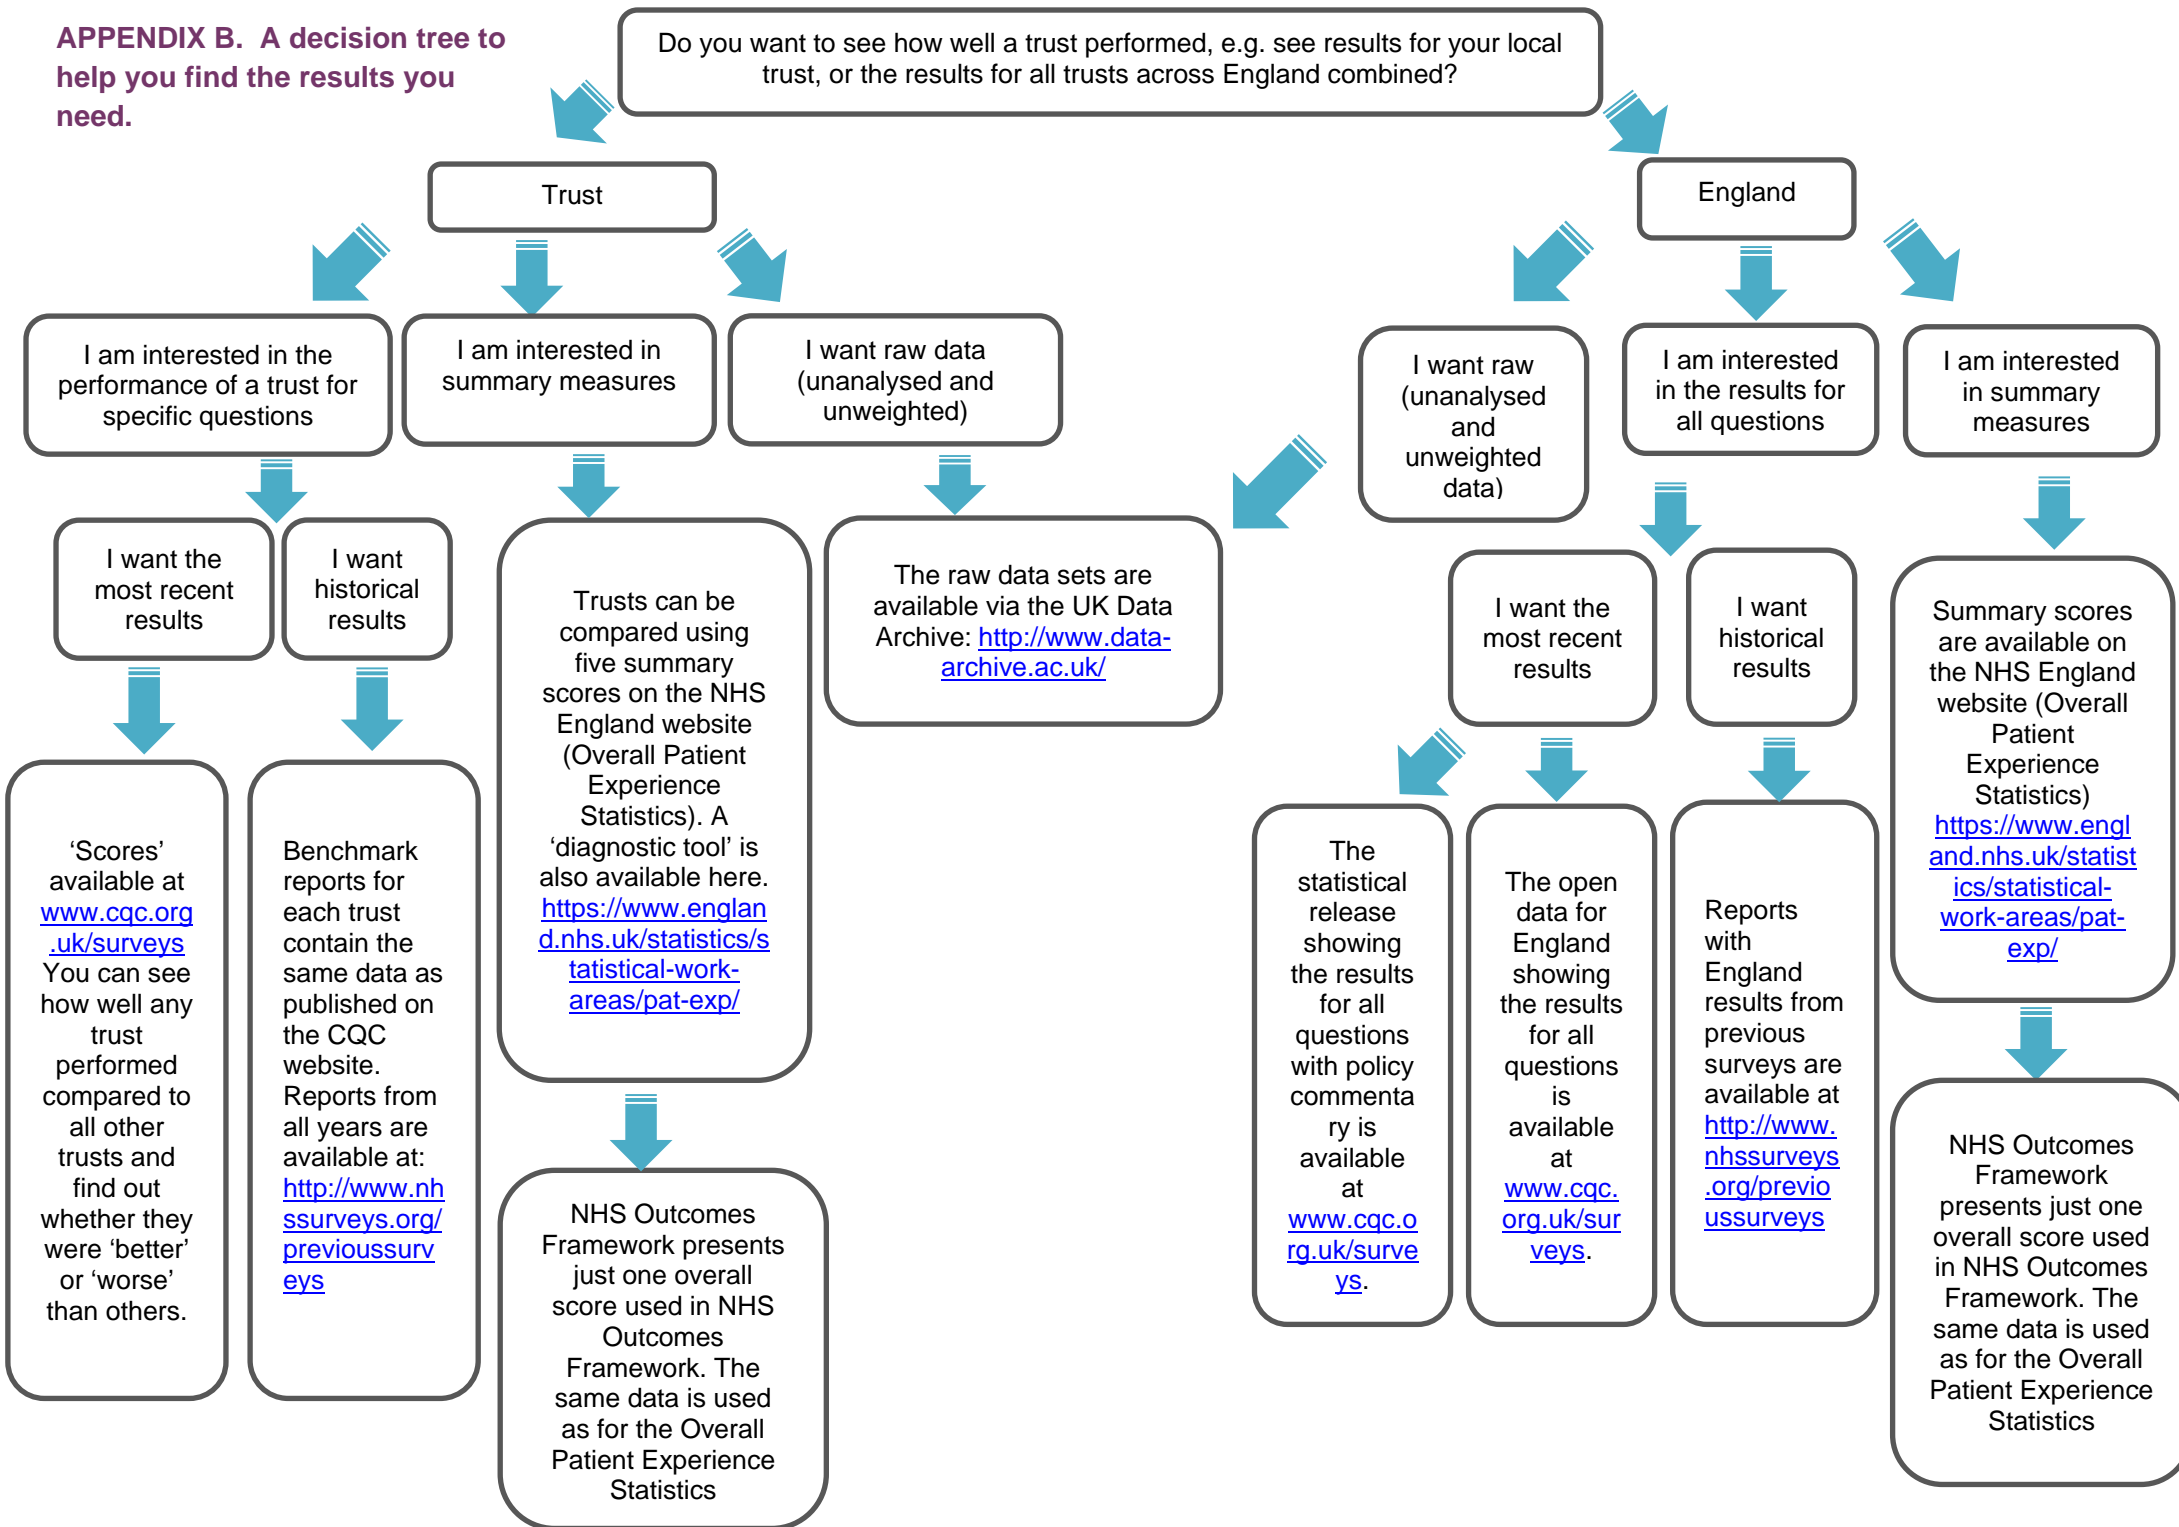 APPENDIX B.  A decision tree to
help you find the results you
need.
Do you want to see how well a trust performed, e.g. see results for your local
trust, or the results for all trusts across England combined?
Trust
England
I am interested in the
performance of a trust for
specific questions
I am interested in
summary measures
I want raw data
(unanalysed and
unweighted)
I want raw
(unanalysed
and
unweighted
data)
I am interested
in the results for
all questions
I am interested
in summary
measures
I want the
most recent
results
I want
historical
results
Trusts can be
compared using
five summary
scores on the NHS
England website
(Overall Patient
Experience
Statistics). A
‘diagnostic tool’ is
also available here.
https://www.englan
d.nhs.uk/statistics/s
tatistical-work-
areas/pat-exp/
The raw data sets are
available via the UK Data
Archive: http://www.data-
archive.ac.uk/
I want the
most recent
results
I want
historical
results
Summary scores
are available on
the NHS England
website (Overall
Patient
Experience
Statistics)
https://www.engl
and.nhs.uk/statist
ics/statistical-
work-areas/pat-
exp/
‘Scores’
available at
www.cqc.org
.uk/surveys
You can see
how well any
trust
performed
compared to
all other
trusts and
find out
whether they
were ‘better’
or ‘worse’
than others.
Benchmark
reports for
each trust
contain the
same data as
published on
the CQC
website.
Reports from
all years are
available at:
http://www.nh
ssurveys.org/
previoussurv
eys
NHS Outcomes
Framework presents
just one overall
score used in NHS
Outcomes
Framework. The
same data is used
as for the Overall
Patient Experience
Statistics
The
statistical
release
showing
the results
for all
questions
with policy
commenta
ry is
available
at
www.cqc.o
rg.uk/surve
ys.
The open
data for
England
showing
the results
for all
questions
is
available
at
www.cqc.
org.uk/sur
veys.
Reports
with
England
results from
previous
surveys are
available at
http://www.
nhssurveys
.org/previo
ussurveys
NHS Outcomes
Framework
presents just one
overall score used
in NHS Outcomes
Framework. The
same data is used
as for the Overall
Patient Experience
Statistics